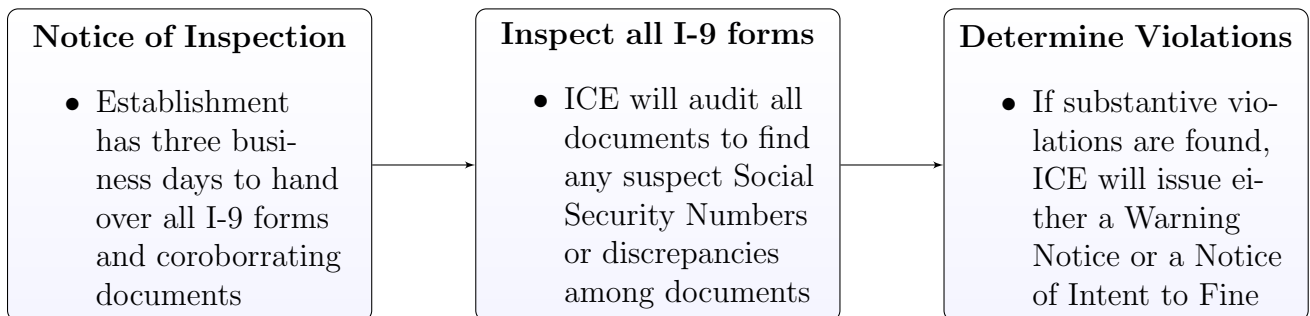 Notice of Inspection
• Establishment
has three busi-
ness days to hand
over all I-9 forms
and coroborrating
documents
Inspect all I-9 forms
• ICE will audit all
documents to find
any suspect Social
Security Numbers
or discrepancies
among documents
Determine Violations
• If substantive vio-
lations are found,
ICE will issue ei-
ther a Warning
Notice or a Notice
of Intent to Fine